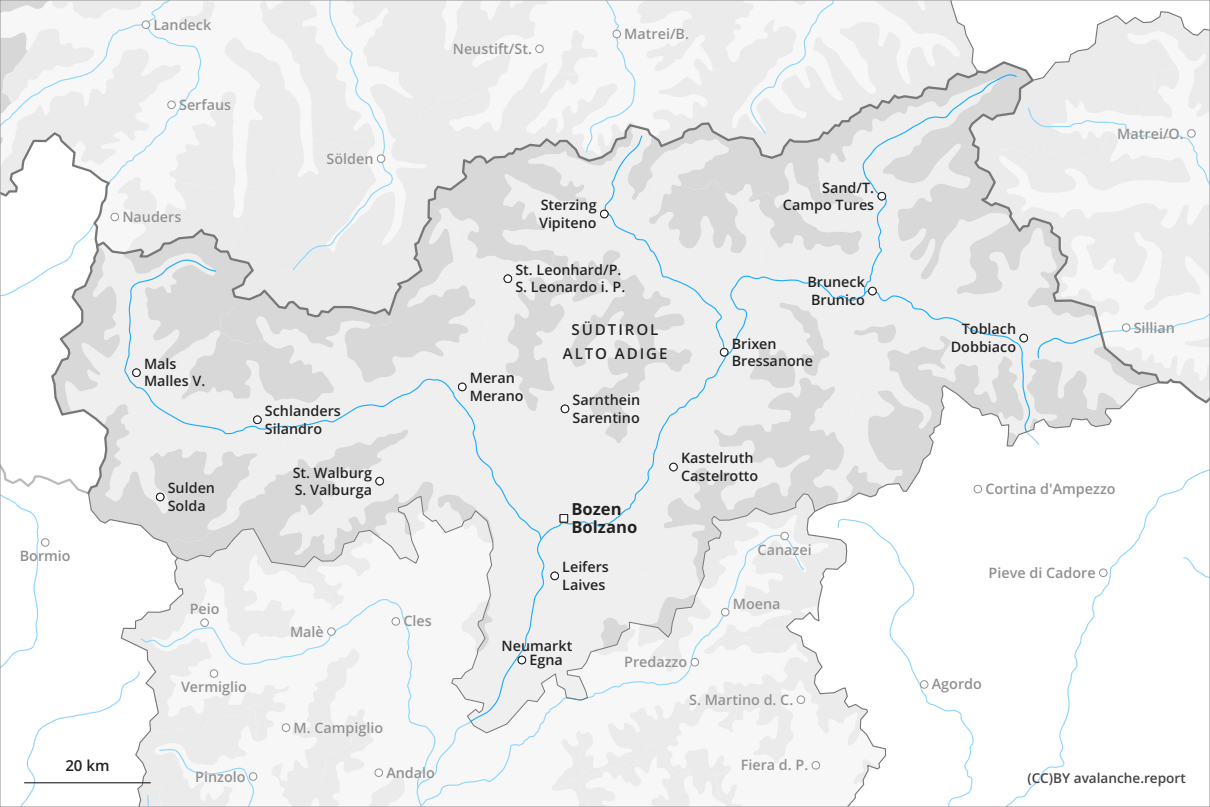 Landeck
Matrei/B.
Neustift/St.
Serfaus
Matrei/O.
Sölden
Sand/T.
Campo Tures
Nauders
Sterzing
Vipiteno
St. Leonhard/P.
S. Leonardo i. P.
Bruneck
Brunico
SÜDTIROL
ALTO ADIGE
Toblach
Dobbiaco
Sillian
Brixen
Bressanone
Mals
Malles V.
Meran
Merano
Sarnthein
Sarentino
Schlanders
Silandro
Kastelruth
Castelrotto
St. Walburg
S. Valburga
Sulden
Solda
Cortina d'Ampezzo
Bozen
Bolzano
Bormio
Canazei
Leifers
Laives
Pieve di Cadore
Peio
Moena
Malè
Cles
Neumarkt
Egna
Predazzo
Vermiglio
Agordo
S. Martino d. C.
M. Campiglio
20 km
Fiera d. P.
Pinzolo
Andalo
(CC)BY avalanche.report